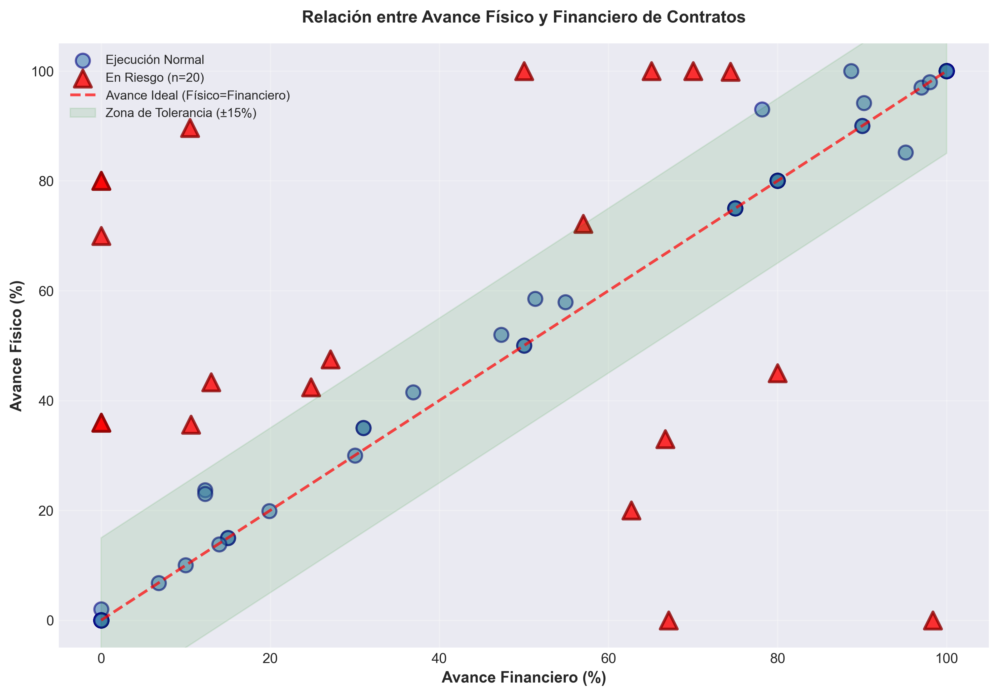 Relación entre Avance Físico y Financiero de Contratos
Ejecución Normal
En Riesgo (n=20)
Avance Ideal (Físico=Financiero)
Zona de Tolerancia (±15%)
Avance Físico (%)
100
80
60
40
20
0
0 20 40 60 80 100
Avance Financiero (%)